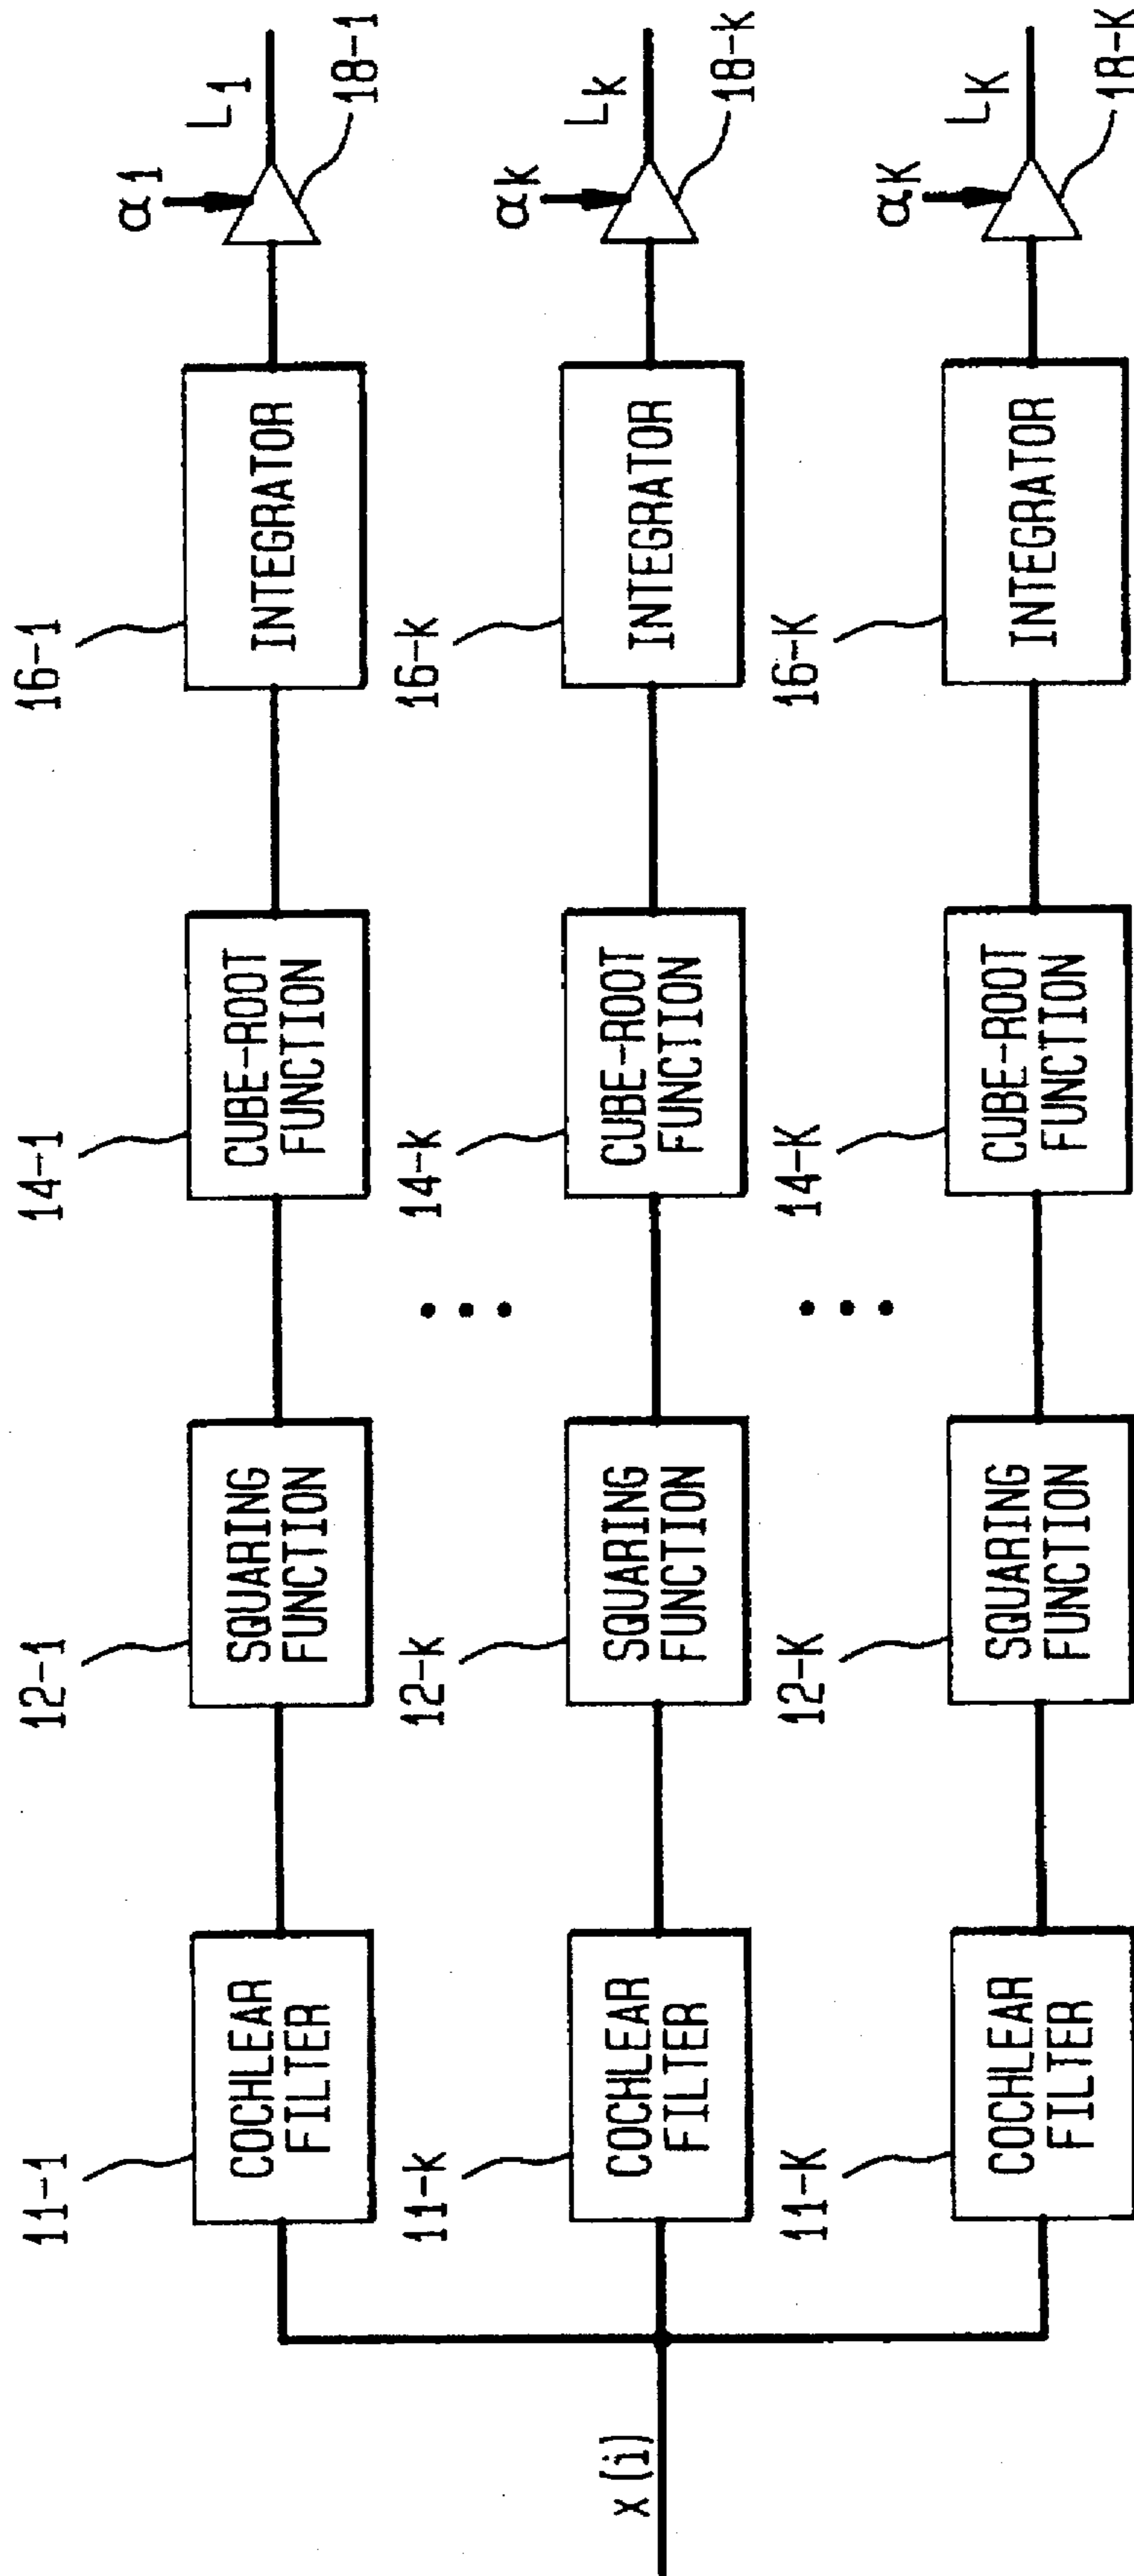 x(i)
11-1
COCHLEAR
FILTER
12-1
SQUARING
FUNCTION
14-1
CUBE-ROOT
FUNCTION
16-1
INTEGRATOR
α1
L1
18-1
11-k
COCHLEAR
FILTER
12-k
SQUARING
FUNCTION
14-k
CUBE-ROOT
FUNCTION
16-k
INTEGRATOR
αk
Lk
18-k
11-K
COCHLEAR
FILTER
12-K
SQUARING
FUNCTION
14-K
CUBE-ROOT
FUNCTION
16-K
INTEGRATOR
αK
LK
18-K